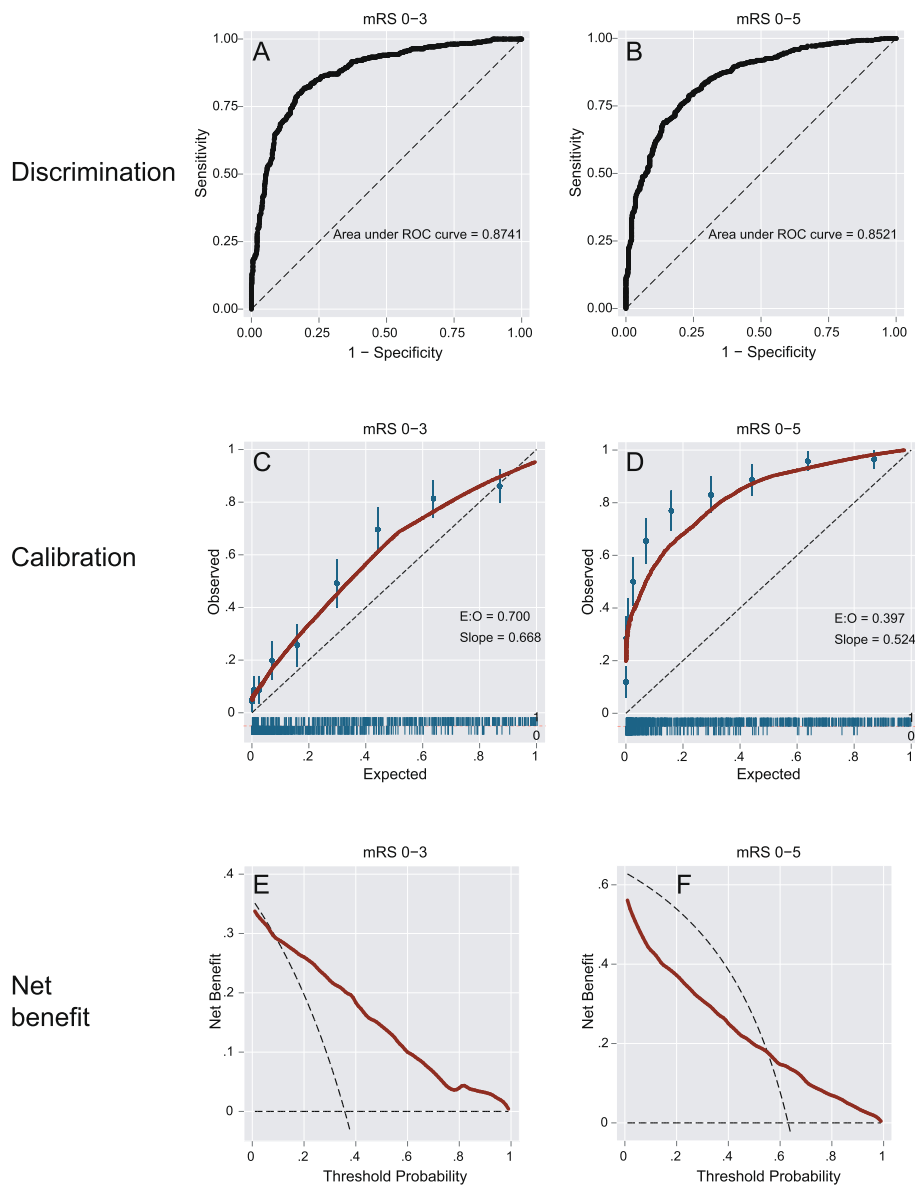 mRS 0−3
mRS 0−5
Discrimination
A
B
Sensitivity
1.00
0.75
0.50
0.25
0.00
Area under ROC curve = 0.8741
0.00 0.25 0.50 0.75 1.00
1 − Specificity
Sensitivity
1.00
0.75
0.50
0.25
0.00
Area under ROC curve = 0.8521
0.00 0.25 0.50 0.75 1.00
1 − Specificity
mRS 0−3
mRS 0−5
Calibration
C
D
Observed
1
.8
.6
.4
.2
0
E:O = 0.700
Slope = 0.668
1
0
0 .2 .4 .6 .8 1
Expected
Observed
1
.8
.6
.4
.2
0
E:O = 0.397
Slope = 0.524
1
0
0 .2 .4 .6 .8 1
Expected
mRS 0−3
mRS 0−5
Net
benefit
E
F
Net Benefit
.4
.3
.2
.1
0
0 .2 .4 .6 .8 1
Threshold Probability
Net Benefit
.6
.4
.2
0
0 .2 .4 .6 .8 1
Threshold Probability